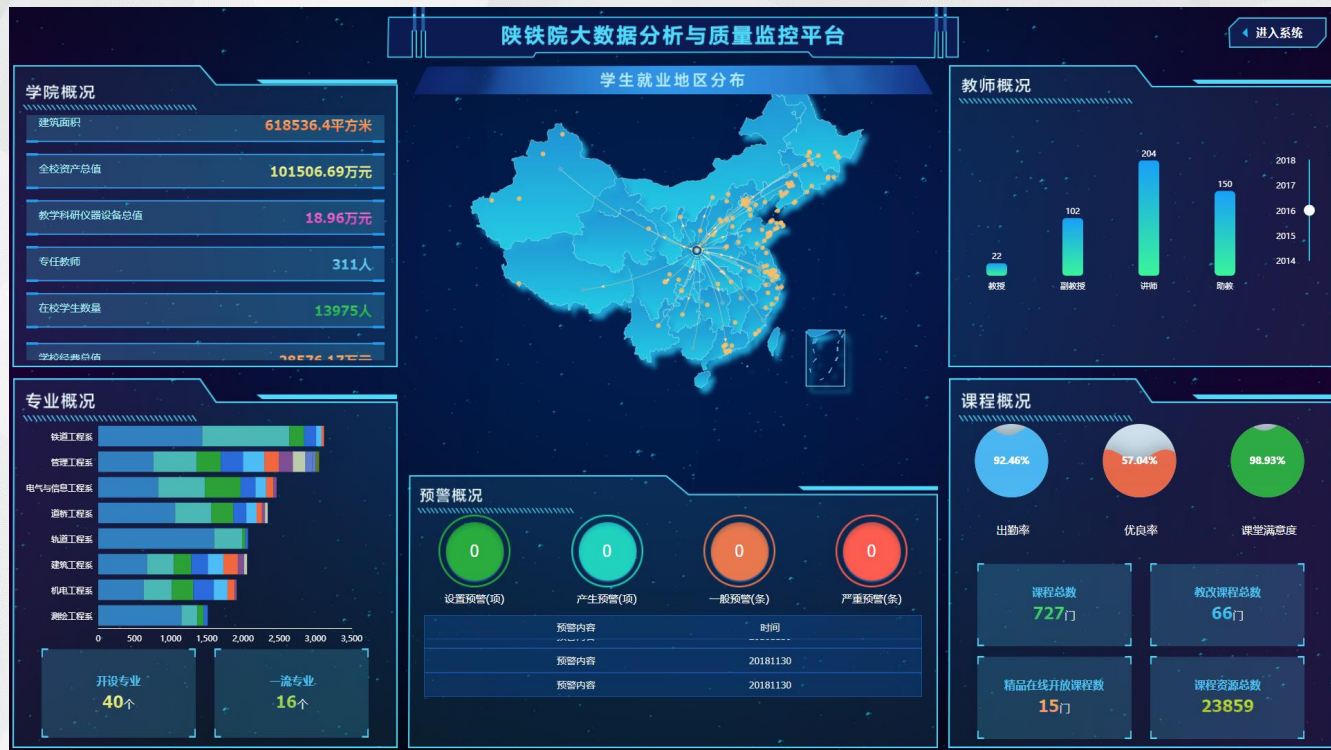 陕铁院大数据分析与质量监控平台
进入系统
学院概况
建筑面积 618536.4平方米
全校资产总值 101506.69万元
教学科研仪器设备总值 18.96万元
专任教师 311人
在校学生数量 13975人
学校经费总值 28576.17万元
专业概况
铁道工程系
管理工程系
电气与信息工程系
道桥工程系
轨道工程系
建筑工程系
机电工程系
测绘工程系
0 500 1,000 1,500 2,000 2,500 3,000 3,500
开设专业 一流专业
40个 16个
学生就业地区分布
预警概况
0 0 0 0
设置预警(项) 产生预警(项) 一般预警(条) 严重预警(条)
预警内容 时间
预警内容 20181130
预警内容 20181130
教师概况
204
150
102
22
教授 副教授 讲师 助教
2018
2017
2016
2015
2014
课程概况
92.46% 57.04% 98.93%
出勤率 优良率 课堂满意度
课程总数 教改课程总数
727门 66门
精品在线开放课程数 课程资源总数
15门 23859